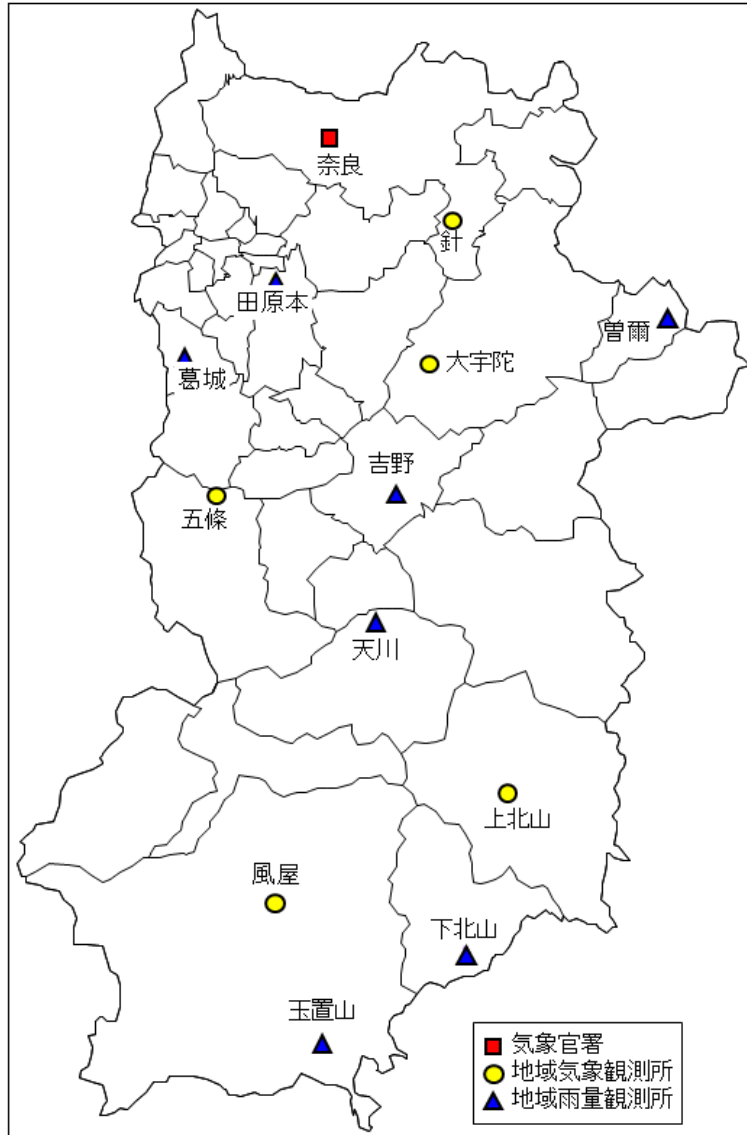 奈良
針
田原本
曽爾
大宇陀
葛城
吉野
五條
天川
上北山
風屋
下北山
玉置山
気象官署
地域気象観測所
地域雨量観測所